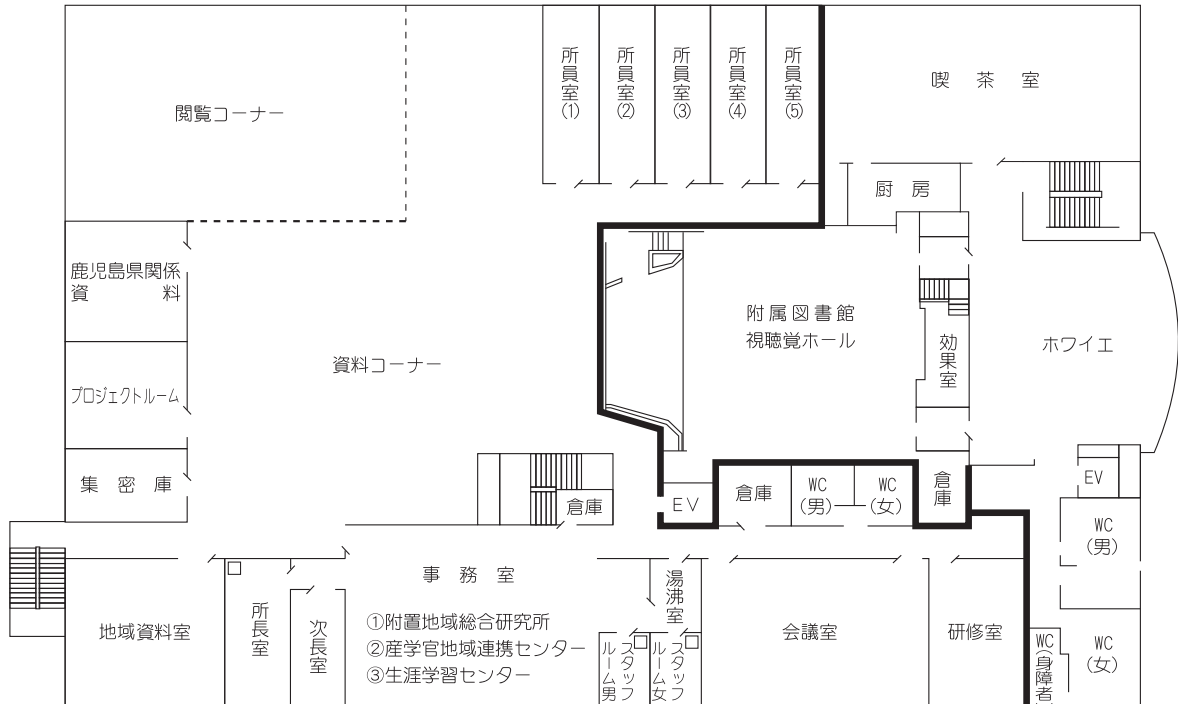 所員室(1)
所員室(2)
所員室(3)
所員室(4)
所員室(5)
喫茶室
閲覧コーナー
厨房
鹿児島県関係
資料
附属図書館
視聴覚ホール
効果室
ホワイエ
資料コーナー
プロジェクトルーム
集密庫
倉庫
EV
倉庫
WC
(男)
WC
(女)
倉庫
EV
WC
(男)
事務室
湯沸室
地域資料室
所長室
次長室
①附置地域総合研究所
②産学官地域連携センター
③生涯学習センター
スタッフ
ルーム男
スタッフ
ルーム女
会議室
研修室
WC(身障者
WC
(女)